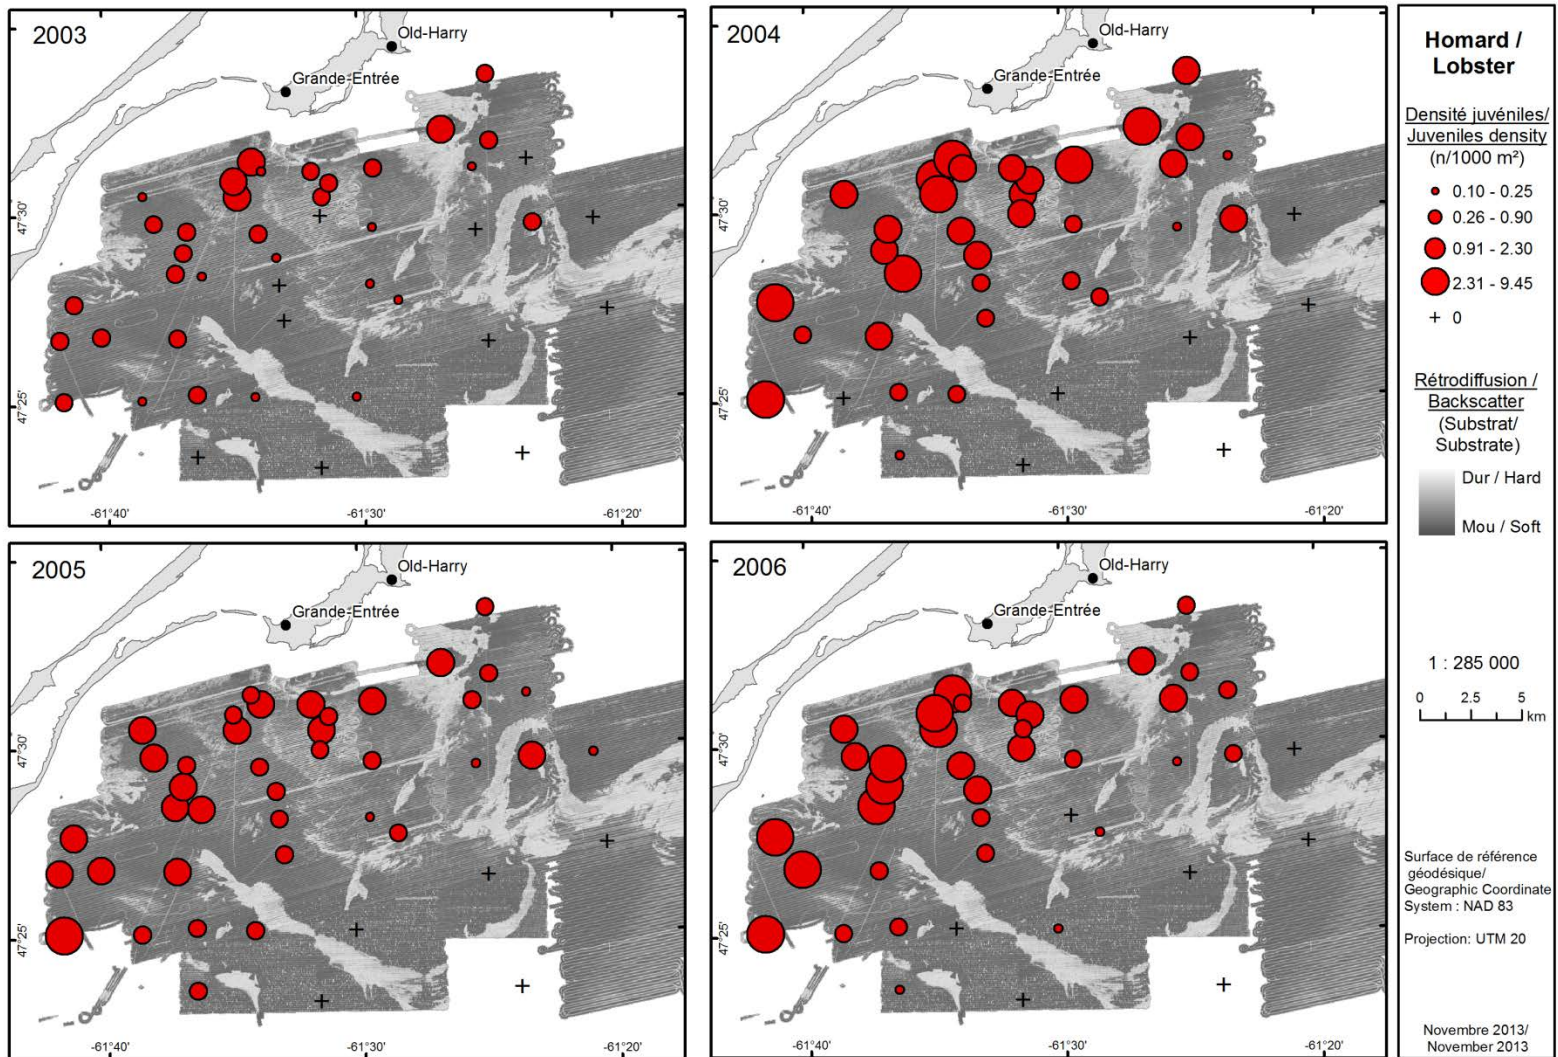 2003
Old-Harry
Grande-Entrée
47°30'
47°25'
-61°40'
-61°30'
-61°20'
2004
Old-Harry
Grande-Entrée
47°30'
47°25'
-61°40'
-61°30'
-61°20'
2005
Old-Harry
Grande-Entrée
47°30'
47°25'
-61°40'
-61°30'
-61°20'
2006
Old-Harry
Grande-Entrée
47°30'
47°25'
-61°40'
-61°30'
-61°20'
Homard /
Lobster
Densité juvéniles/
Juveniles density
(n/1000 m²)
0.10 - 0.25
0.26 - 0.90
0.91 - 2.30
2.31 - 9.45
+ 0
Rétrodiffusion /
Backscatter
(Substrat/
Substrate)
Dur / Hard
Mou / Soft
1 : 285 000
0 2.5 5
km
Surface de référence
géodésique/
Geographic Coordinate
System : NAD 83
Projection: UTM 20
Novembre 2013/
November 2013